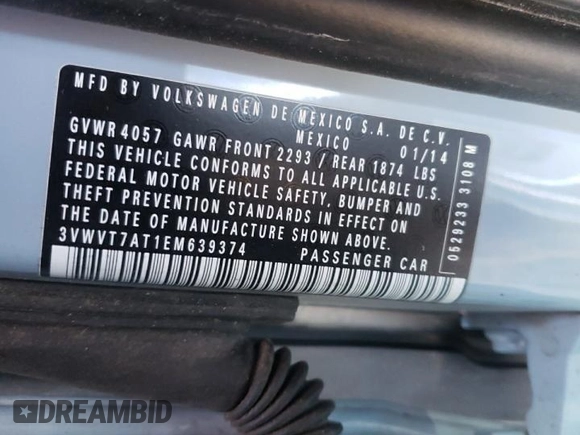 MFD BY VOLKSWAGEN DE MEXICO S.A. DE C.V.
MEXICO 01/14
GVWR 4057 GAWR FRONT 2293 / REAR 1874 LBS
THIS VEHICLE CONFORMS TO ALL APPLICABLE U.S.
FEDERAL MOTOR VEHICLE SAFETY, BUMPER AND
THEFT PREVENTION STANDARDS IN EFFECT ON
THE DATE OF MANUFACTURE SHOWN ABOVE.
3VWVT7AT1EM639374 PASSENGER CAR
0529233 3108 M
DREAMBID